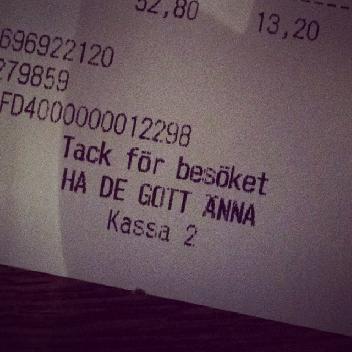 52,80 13,20
696922120
279859
FD4000000012298
Tack för besöket
HA DE GOTT ÄNNA
Kassa 2